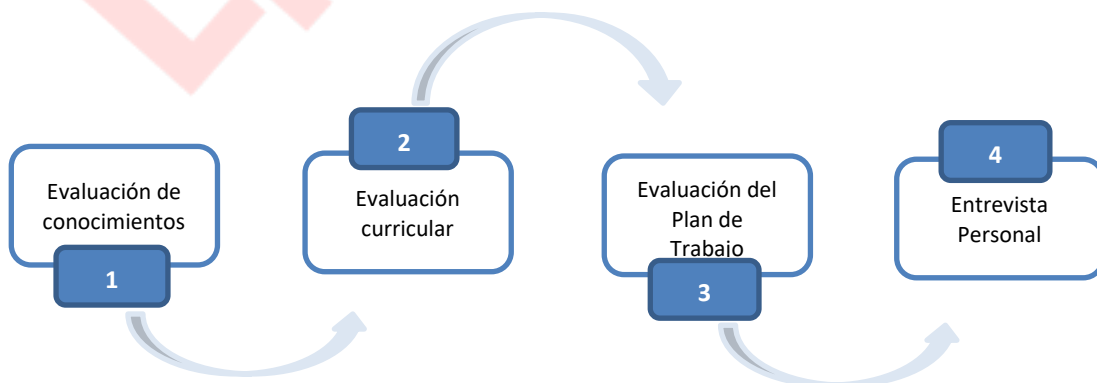 Evaluación de
conocimientos
1
2
Evaluación
curricular
Evaluación del
Plan de
Trabajo
3
4
Entrevista
Personal